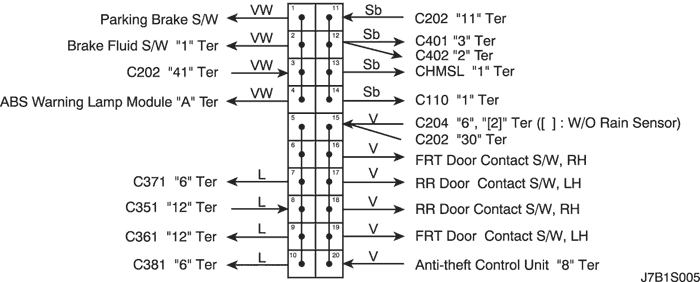 Parking Brake S/W VW 1 11 Sb C202 "11" Ter
Brake Fluid S/W "1" Ter VW 2 12 Sb C401 "3" Ter
C402 "2" Ter
C202 "41" Ter VW 3 13 Sb CHMSL "1" Ter
ABS Warning Lamp Module "A" Ter VW 4 14 Sb C110 "1" Ter
5 15 V C204 "6", "[2]" Ter ([ ] : W/O Rain Sensor)
C202 "30" Ter
6 16 V FRT Door Contact S/W, RH
C371 "6" Ter L 7 17 V RR Door Contact S/W, LH
C351 "12" Ter L 8 18 V RR Door Contact S/W, RH
C361 "12" Ter L 9 19 V FRT Door Contact S/W, LH
C381 "6" Ter L 10 20 V Anti-theft Control Unit "8" Ter
J7B1S005